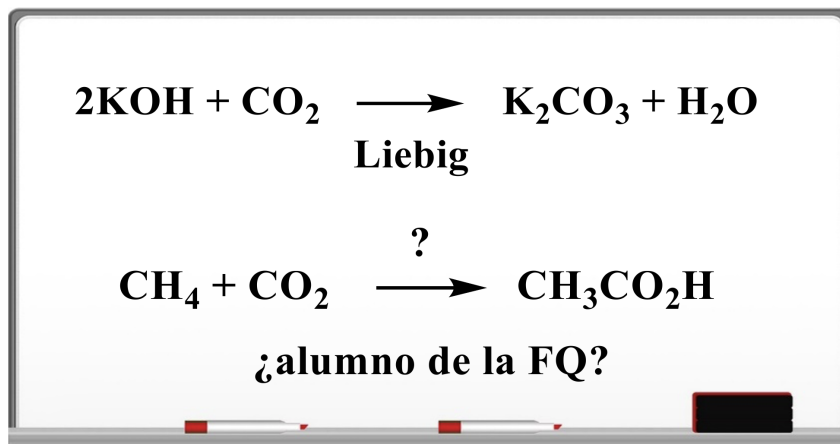 2KOH + CO₂ ⟶ K₂CO₃ + H₂O
Liebig
?
CH₄ + CO₂ ⟶ CH₃CO₂H
¿alumno de la FQ?